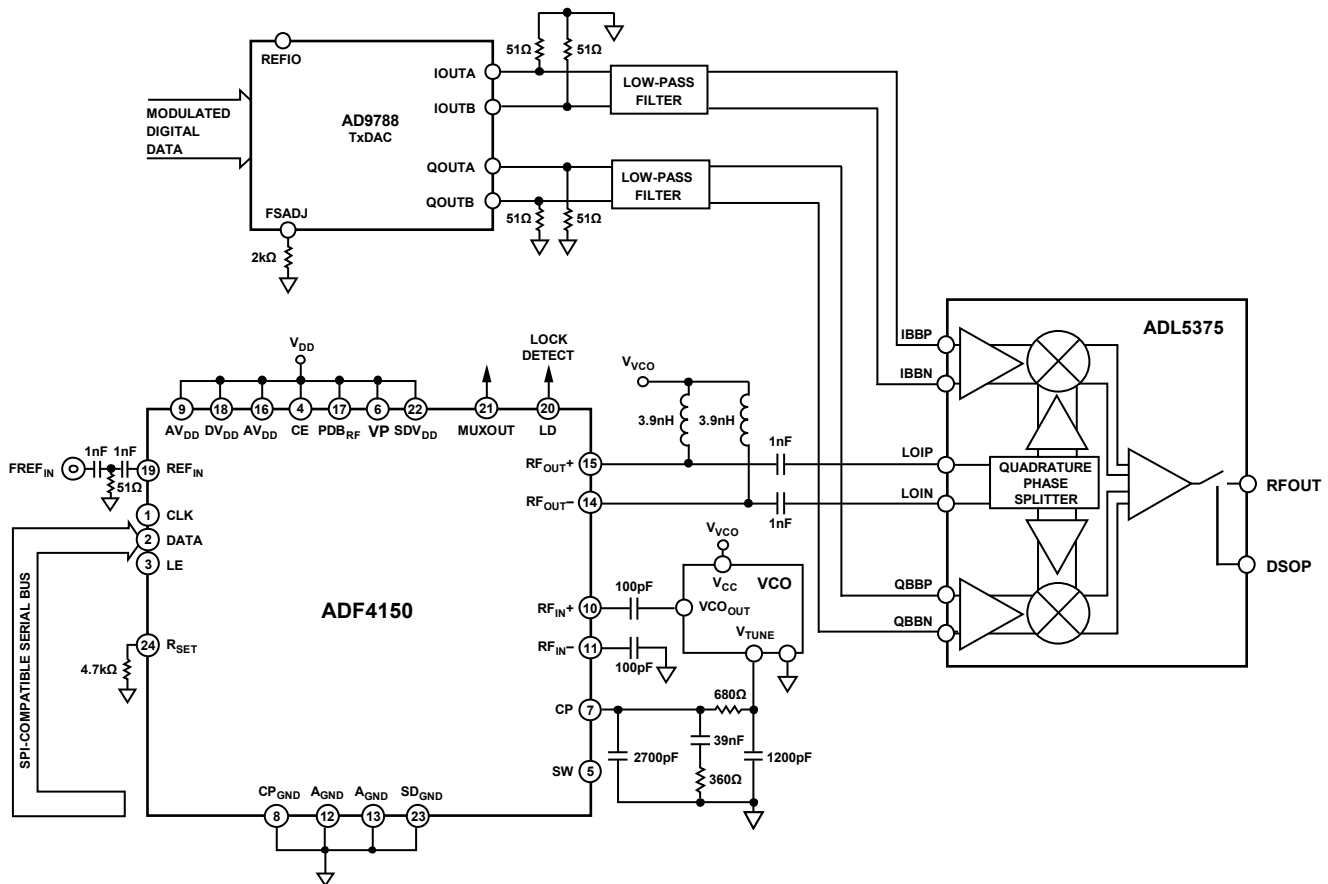 REFIO
MODULATED
DIGITAL
DATA
AD9788
TxDAC
IOUTA
IOUTB
QOUTA
QOUTB
FSADJ
2kΩ
51Ω
51Ω
51Ω
51Ω
LOW-PASS
FILTER
LOW-PASS
FILTER
ADL5375
IBBP
IBBN
LOIP
LOIN
QUADRATURE
PHASE
SPLITTER
QBBP
QBBN
RFOUT
DSOP
VDD
LOCK
DETECT
9
18
16
4
17
6
22
21
20
AVDD
DVDD
AVDD
CE
PDBRF
VP
SDVDD
MUXOUT
LD
VVCO
3.9nH
3.9nH
1nF
1nF
FREFIN
1nF
1nF
51Ω
19
REFIN
1
CLK
2
DATA
3
LE
SPI-COMPATIBLE SERIAL BUS
24
RSET
4.7kΩ
ADF4150
RFOUT+
15
RFOUT−
14
RFIN+
10
RFIN−
11
100pF
100pF
VVCO
VCC
VCO
VCOOUT
VTUNE
CP
7
SW
5
680Ω
39nF
2700pF
1200pF
360Ω
CPGND
AGND
AGND
SDGND
8
12
13
23